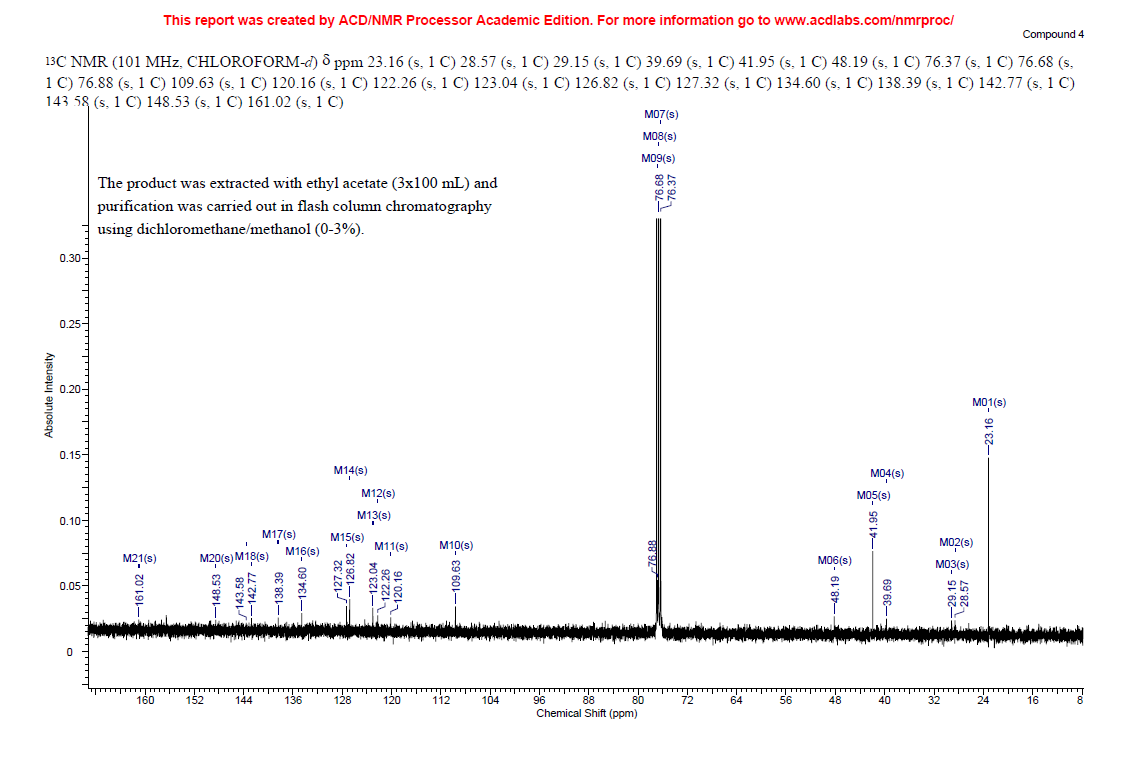 This report was created by ACD/NMR Processor Academic Edition. For more information go to www.acdlabs.com/nmrproc/
Compound 4
13C NMR (101 MHz, CHLOROFORM-d) δ ppm 23.16 (s, 1 C) 28.57 (s, 1 C) 29.15 (s, 1 C) 39.69 (s, 1 C) 41.95 (s, 1 C) 48.19 (s, 1 C) 76.37 (s, 1 C) 76.68 (s,
1 C) 76.88 (s, 1 C) 109.63 (s, 1 C) 120.16 (s, 1 C) 122.26 (s, 1 C) 123.04 (s, 1 C) 126.82 (s, 1 C) 127.32 (s, 1 C) 134.60 (s, 1 C) 138.39 (s, 1 C) 142.77 (s, 1 C)
143.58 (s, 1 C) 148.53 (s, 1 C) 161.02 (s, 1 C)
M07(s)
M08(s)
M09(s)
76.68
76.37
The product was extracted with ethyl acetate (3x100 mL) and
purification was carried out in flash column chromatography
using dichloromethane/methanol (0-3%).
0.30
0.25
0.20
0.15
0.10
0.05
0
Absolute Intensity
M21(s)
161.02
M20(s)
148.53
M18(s)
143.58
142.77
M17(s)
138.39
M16(s)
134.60
M14(s)
M15(s)
127.32
126.82
M12(s)
M13(s)
123.04
M11(s)
122.26
120.16
M10(s)
109.63
76.88
M06(s)
48.19
M04(s)
M05(s)
41.95
39.69
M02(s)
M03(s)
29.15
28.57
M01(s)
23.16
160 152 144 136 128 120 112 104 96 88 80 72 64 56 48 40 32 24 16 8
Chemical Shift (ppm)